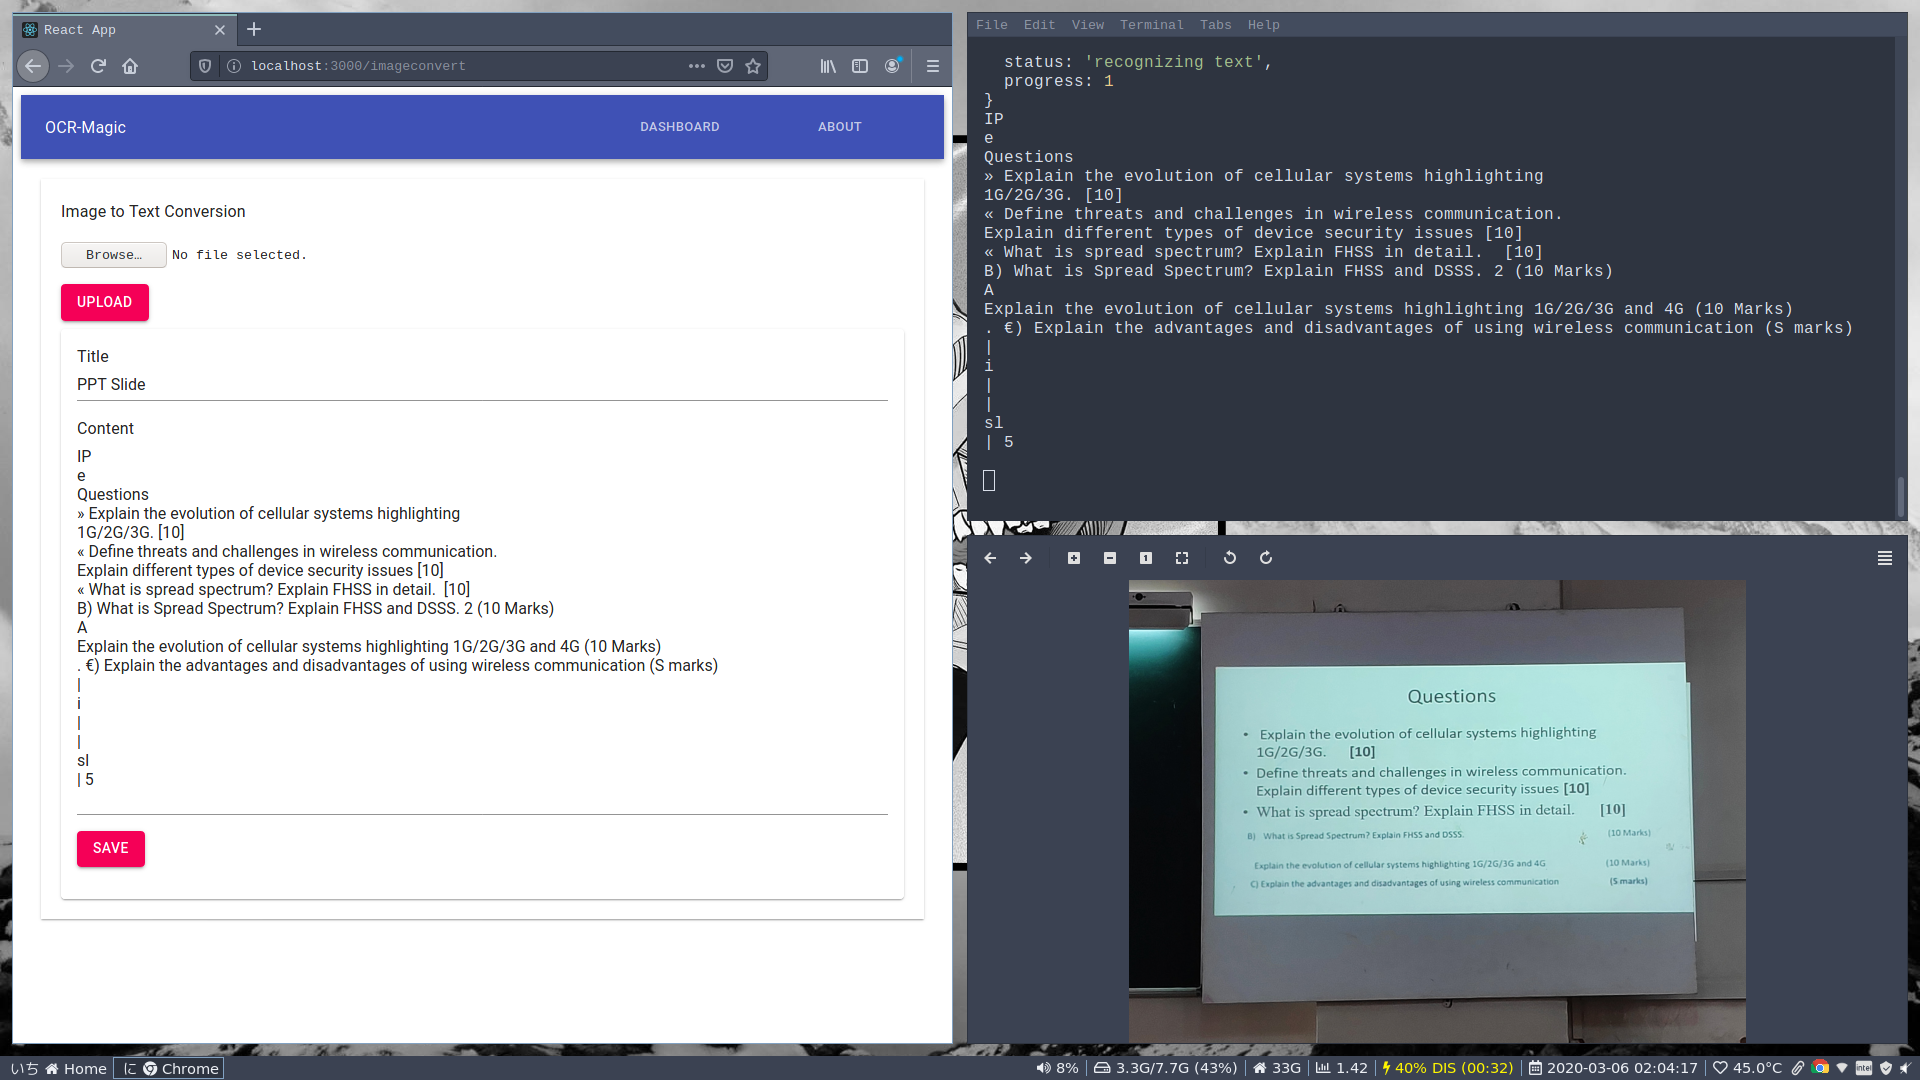 React App
localhost:3000/imageconvert
OCR-Magic
DASHBOARD
ABOUT
Image to Text Conversion
Browse… No file selected.
UPLOAD
Title
PPT Slide
Content
IP
e
Questions
» Explain the evolution of cellular systems highlighting
1G/2G/3G. [10]
« Define threats and challenges in wireless communication.
Explain different types of device security issues [10]
« What is spread spectrum? Explain FHSS in detail.  [10]
B) What is Spread Spectrum? Explain FHSS and DSSS. 2 (10 Marks)
A
Explain the evolution of cellular systems highlighting 1G/2G/3G and 4G (10 Marks)
. €) Explain the advantages and disadvantages of using wireless communication (S marks)
|
i
|
|
sl
| 5
SAVE
File Edit View Terminal Tabs Help
status: 'recognizing text',
progress: 1
}
IP
e
Questions
» Explain the evolution of cellular systems highlighting
1G/2G/3G. [10]
« Define threats and challenges in wireless communication.
Explain different types of device security issues [10]
« What is spread spectrum? Explain FHSS in detail.  [10]
B) What is Spread Spectrum? Explain FHSS and DSSS. 2 (10 Marks)
A
Explain the evolution of cellular systems highlighting 1G/2G/3G and 4G (10 Marks)
. €) Explain the advantages and disadvantages of using wireless communication (S marks)
|
i
|
|
sl
| 5
1
Questions
• Explain the evolution of cellular systems highlighting
1G/2G/3G. [10]
• Define threats and challenges in wireless communication.
Explain different types of device security issues [10]
• What is spread spectrum? Explain FHSS in detail. [10]
B) What is Spread Spectrum? Explain FHSS and DSSS. (10 Marks)
Explain the evolution of cellular systems highlighting 1G/2G/3G and 4G (10 Marks)
C) Explain the advantages and disadvantages of using wireless communication (5 marks)
いち Home に Chrome 8% 3.3G/7.7G (43%) 33G 1.42 40% DIS (00:32) 2020-03-06 02:04:17 45.0°C intel